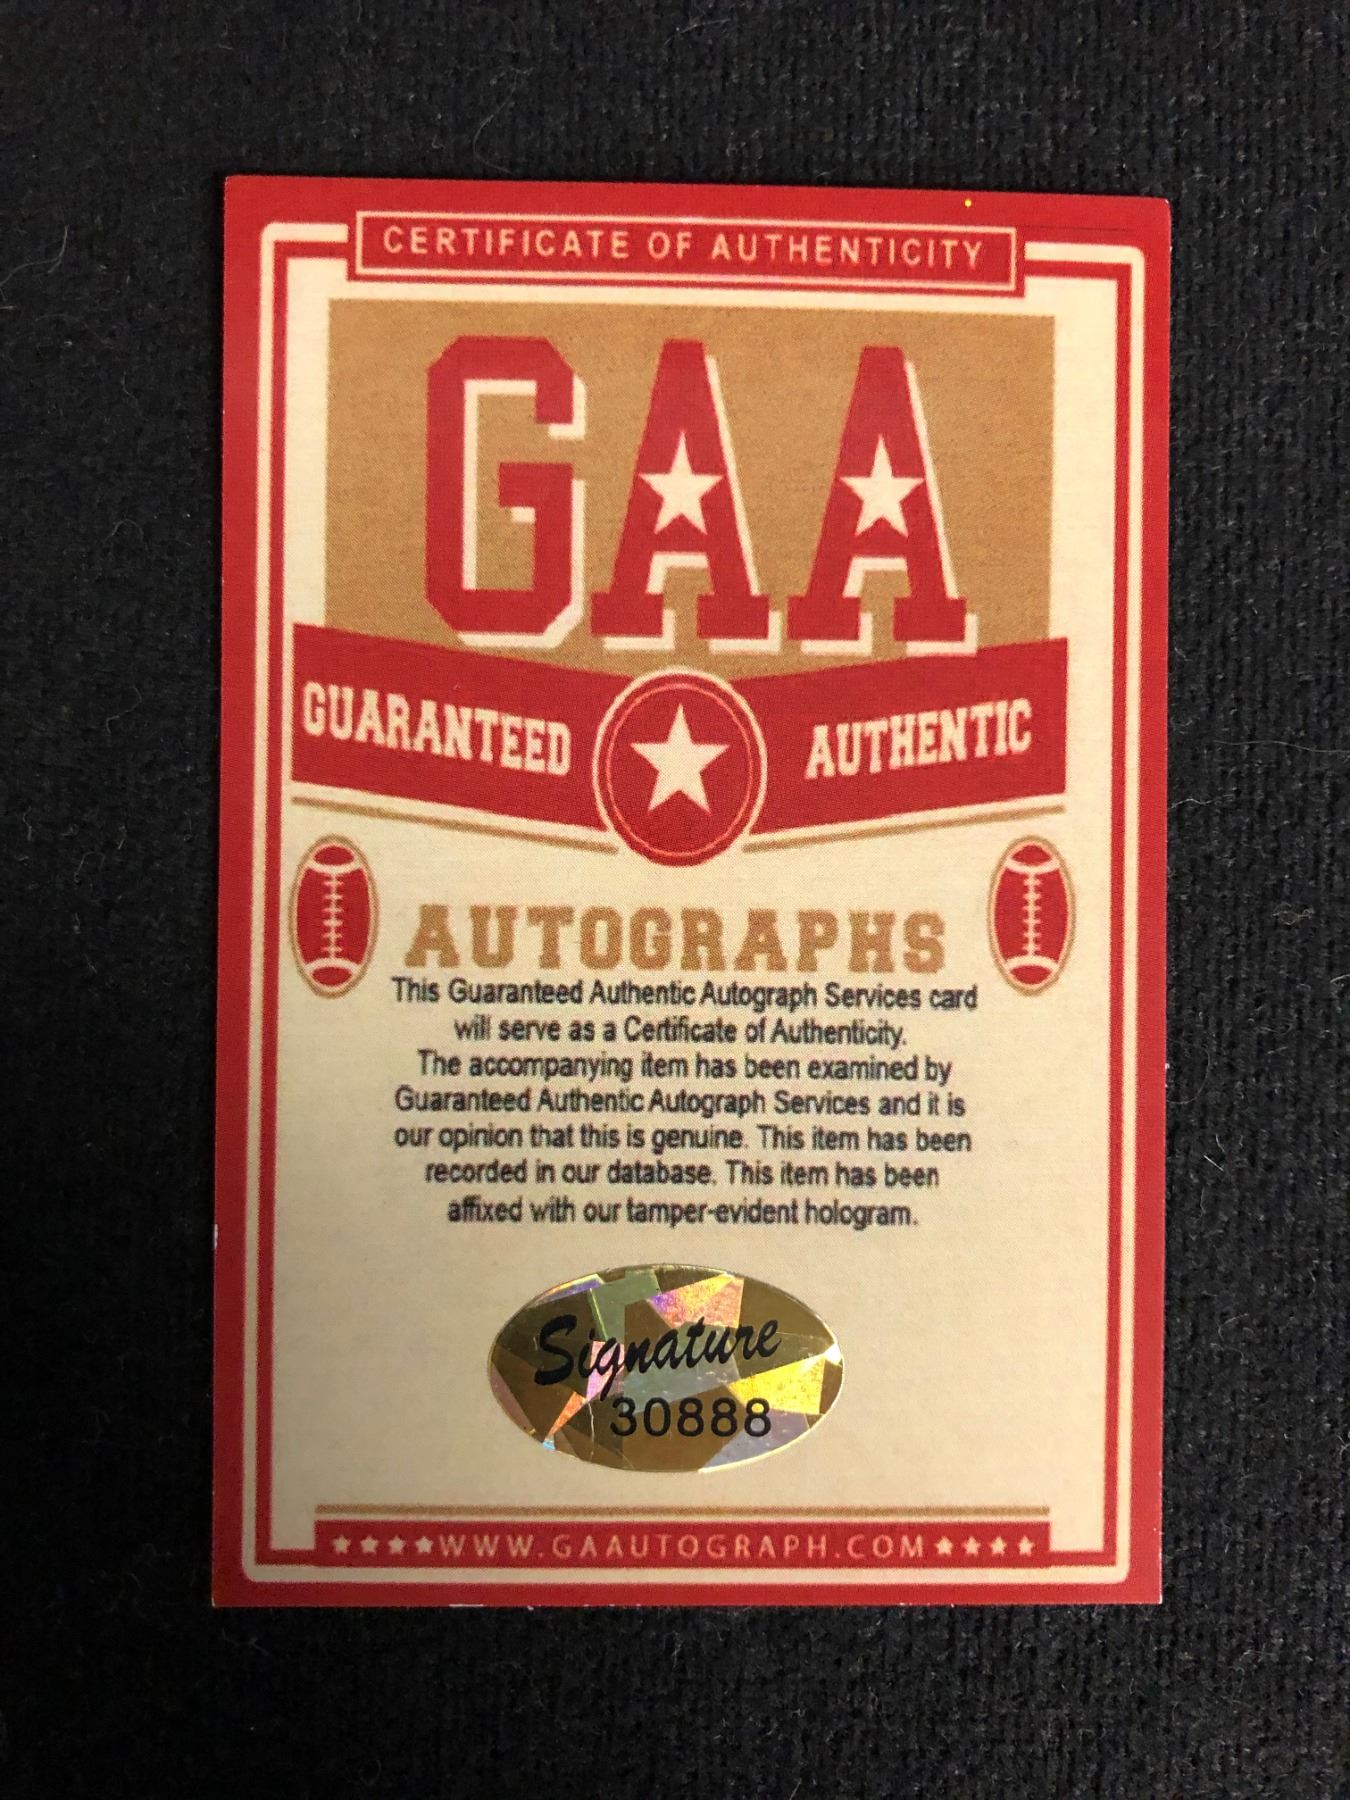 CERTIFICATE OF AUTHENTICITY
GAA
GUARANTEED AUTHENTIC
AUTOGRAPHS
This Guaranteed Authentic Autograph Services card
will serve as a Certificate of Authenticity.
The accompanying item has been examined by
Guaranteed Authentic Autograph Services and it is
our opinion that this is genuine. This item has been
recorded in our database. This item has been
affixed with our tamper-evident hologram.
Signature
30888
WWW.GAAUTOGRAPH.COM